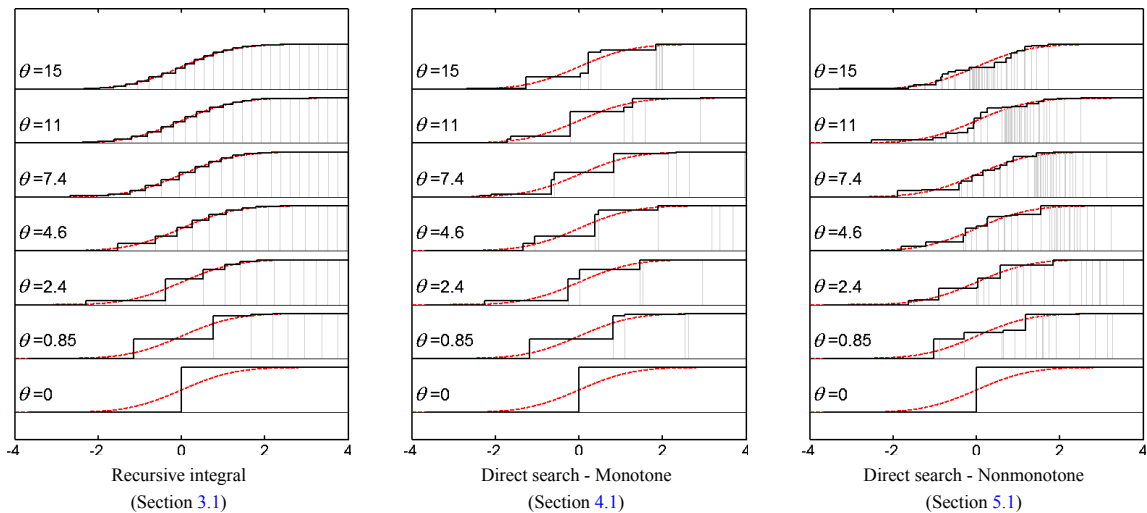 θ=15
θ=11
θ=7.4
θ=4.6
θ=2.4
θ=0.85
θ=0
-4 -2 0 2 4
Recursive integral
(Section 3.1)
θ=15
θ=11
θ=7.4
θ=4.6
θ=2.4
θ=0.85
θ=0
-4 -2 0 2 4
Direct search - Monotone
(Section 4.1)
θ=15
θ=11
θ=7.4
θ=4.6
θ=2.4
θ=0.85
θ=0
-4 -2 0 2 4
Direct search - Nonmonotone
(Section 5.1)